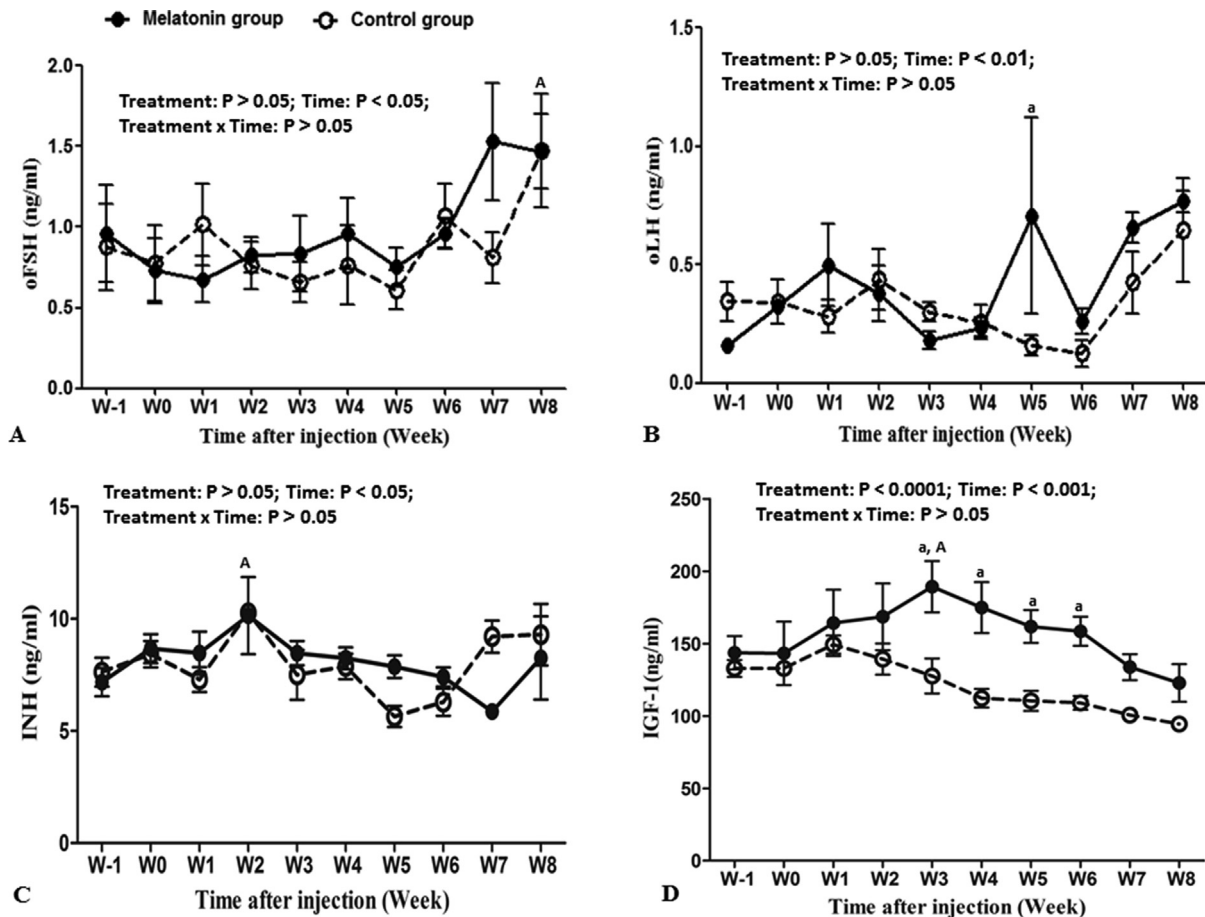 Melatonin group
Control group
Treatment: P > 0.05; Time: P < 0.05;
Treatment x Time: P > 0.05
A
oFSH (ng/ml)
2.0
1.5
1.0
0.5
0.0
W-1 W0 W1 W2 W3 W4 W5 W6 W7 W8
Time after injection (Week)
A
Treatment: P > 0.05; Time: P < 0.01;
Treatment x Time: P > 0.05
a
oLH (ng/ml)
1.5
1.0
0.5
0.0
W-1 W0 W1 W2 W3 W4 W5 W6 W7 W8
Time after injection (Week)
B
Treatment: P > 0.05; Time: P < 0.05;
Treatment x Time: P > 0.05
A
INH (ng/ml)
15
10
5
0
W-1 W0 W1 W2 W3 W4 W5 W6 W7 W8
Time after injection (Week)
C
Treatment: P < 0.0001; Time: P < 0.001;
Treatment x Time: P > 0.05
a, A
a
a
a
IGF-1 (ng/ml)
250
200
150
100
50
0
W-1 W0 W1 W2 W3 W4 W5 W6 W7 W8
Time after injection (Week)
D